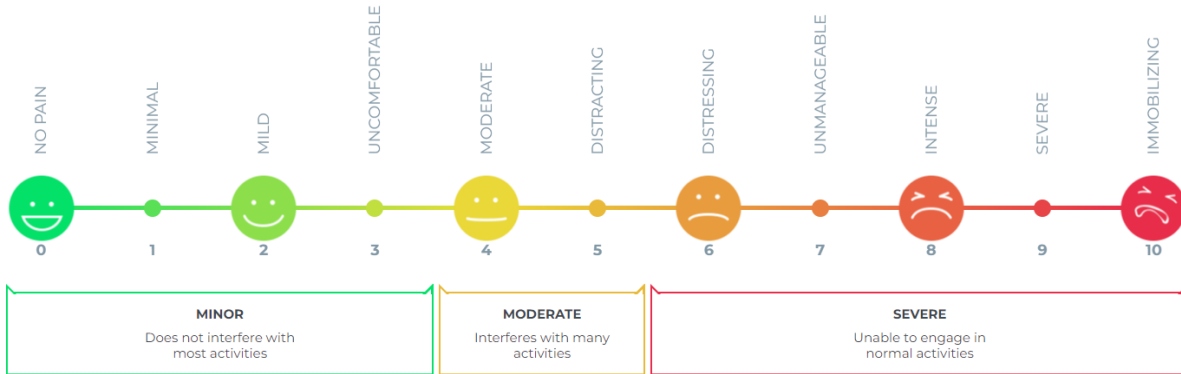 NO PAIN
MINIMAL
MILD
UNCOMFORTABLE
MODERATE
DISTRACTING
DISTRESSING
UNMANAGEABLE
INTENSE
SEVERE
IMMOBILIZING
0 1 2 3 4 5 6 7 8 9 10
MINOR
Does not interfere with
most activities
MODERATE
Interferes with many
activities
SEVERE
Unable to engage in
normal activities